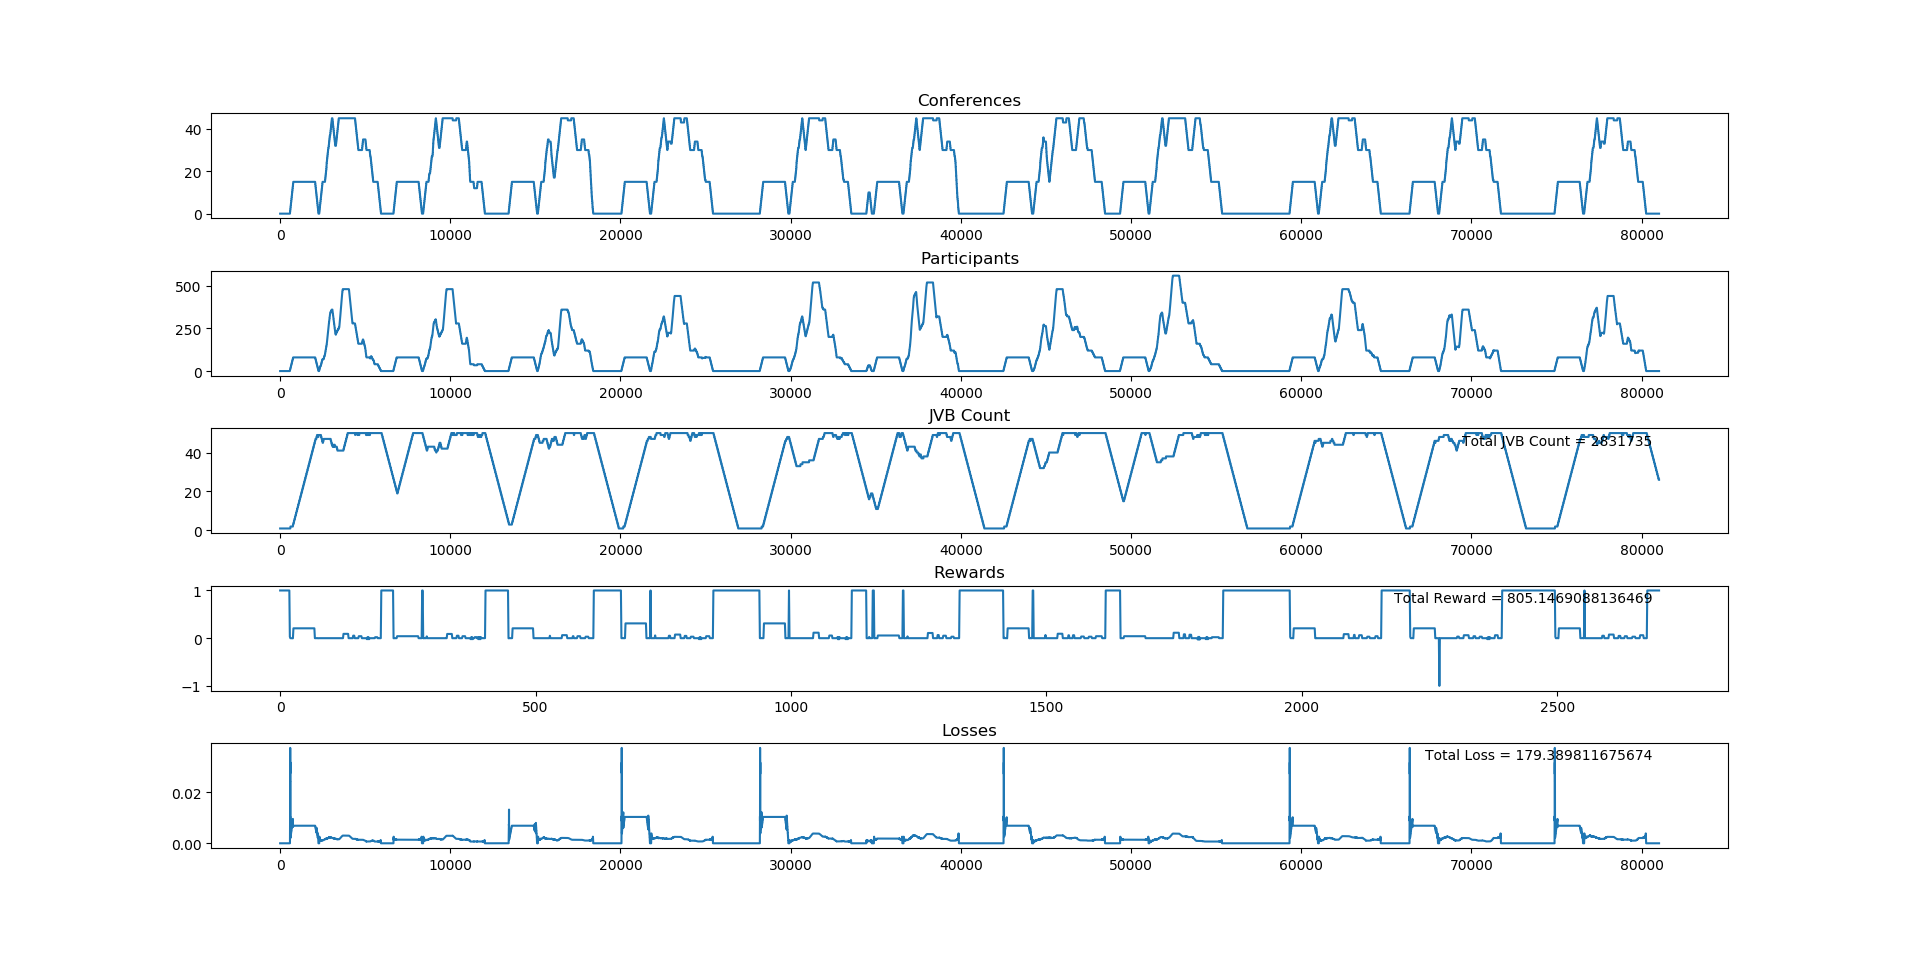 Conferences
40
20
0
0 10000 20000 30000 40000 50000 60000 70000 80000
Participants
500
250
0
0 10000 20000 30000 40000 50000 60000 70000 80000
JVB Count
Total JVB Count = 2831735
40
20
0
0 10000 20000 30000 40000 50000 60000 70000 80000
Rewards
1
Total Reward = 805.1469088136469
0
−1
0 500 1000 1500 2000 2500
Losses
Total Loss = 179.389811675674
0.02
0.00
0 10000 20000 30000 40000 50000 60000 70000 80000